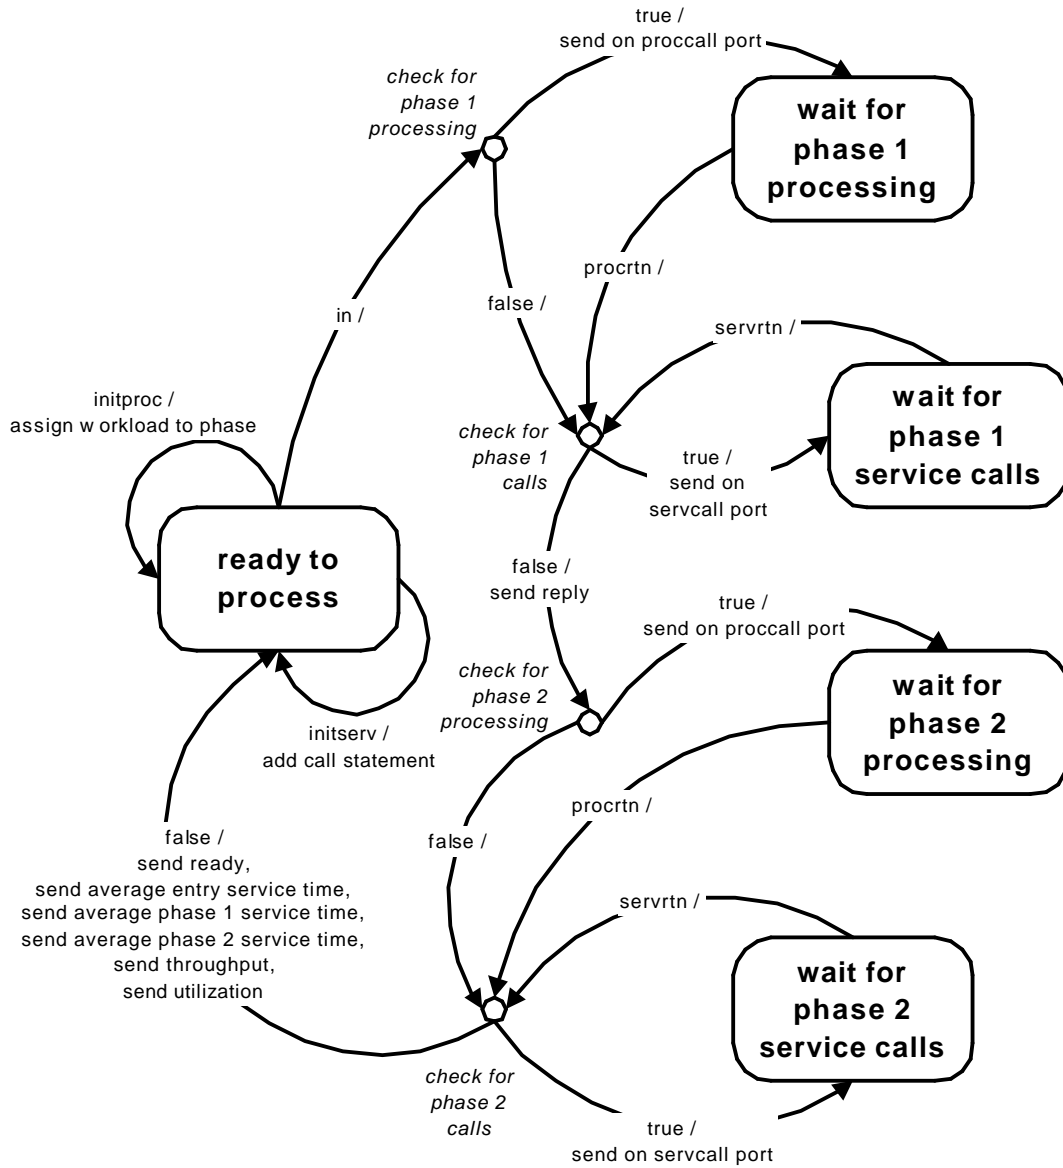 true /
send on proccall port
check for
phase 1
processing
wait for
phase 1
processing
procrtn /
false /
in /
servrtn /
initproc /
assign workload to phase
wait for
phase 1
service calls
check for
phase 1
calls
true /
send on
servcall port
ready to
process
false /
send reply
true /
send on proccall port
check for
phase 2
processing
wait for
phase 2
processing
initserv /
add call statement
procrtn /
false /
false /
send ready,
send average entry service time,
send average phase 1 service time,
send average phase 2 service time,
send throughput,
send utilization
servrtn /
wait for
phase 2
service calls
check for
phase 2
calls
true /
send on servcall port